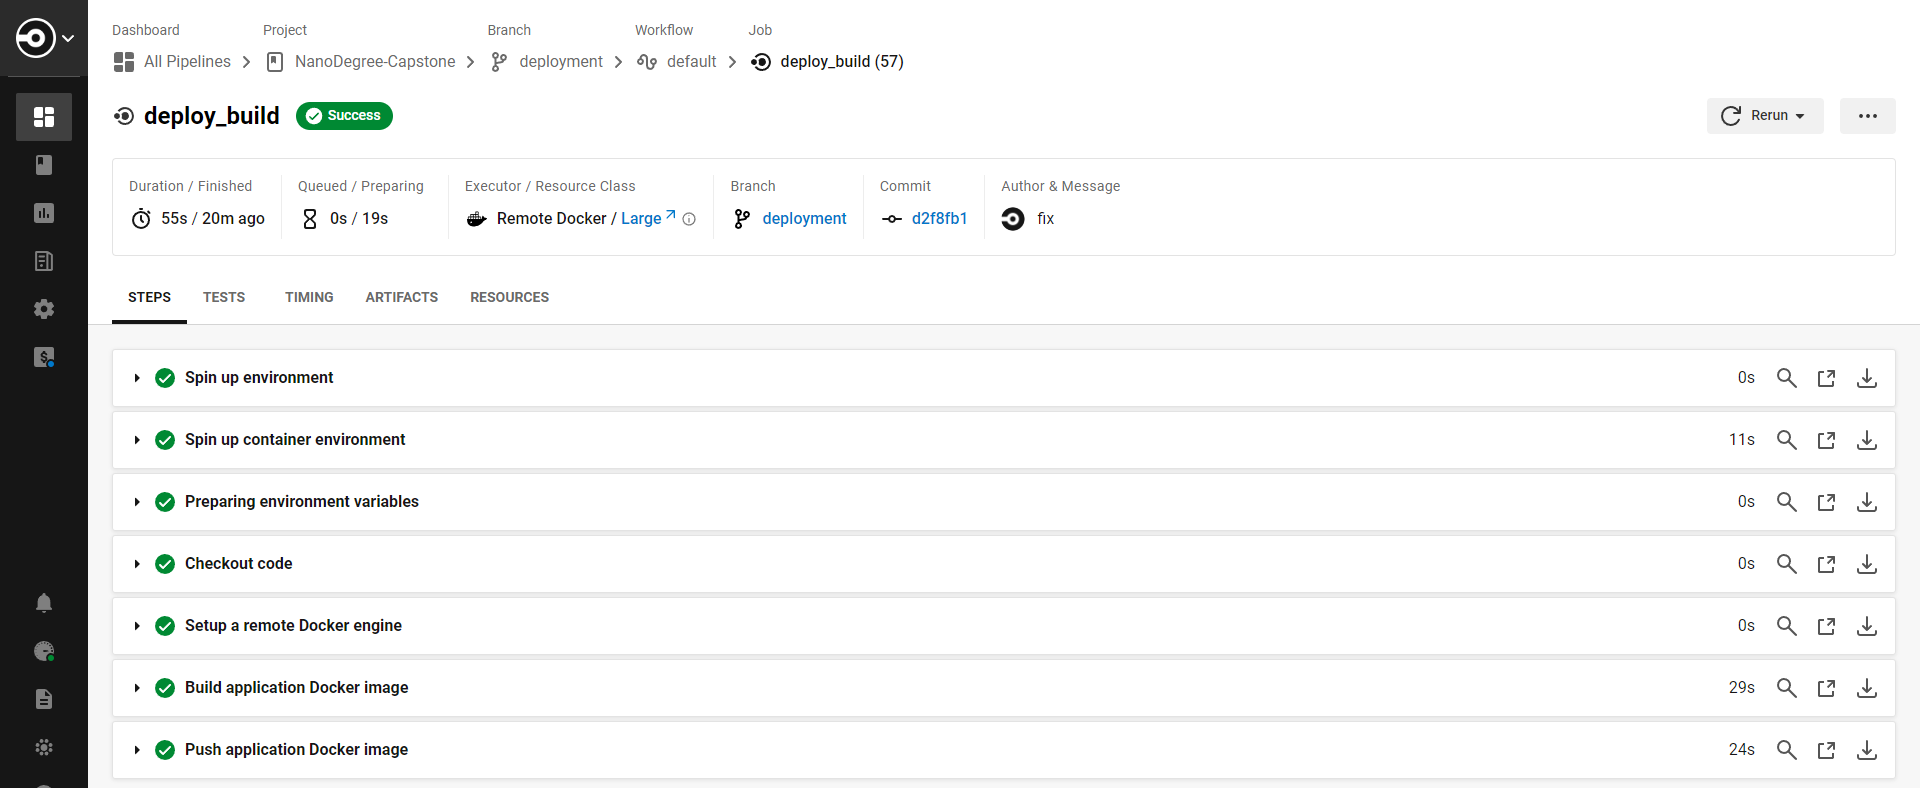 Dashboard Project Branch Workflow Job
All Pipelines NanoDegree-Capstone deployment default deploy_build (57)
deploy_build Success Rerun
Duration / Finished Queued / Preparing Executor / Resource Class Branch Commit Author & Message
55s / 20m ago 0s / 19s Remote Docker / Large deployment d2f8fb1 fix
STEPS TESTS TIMING ARTIFACTS RESOURCES
Spin up environment 0s
Spin up container environment 11s
Preparing environment variables 0s
Checkout code 0s
Setup a remote Docker engine 0s
Build application Docker image 29s
Push application Docker image 24s